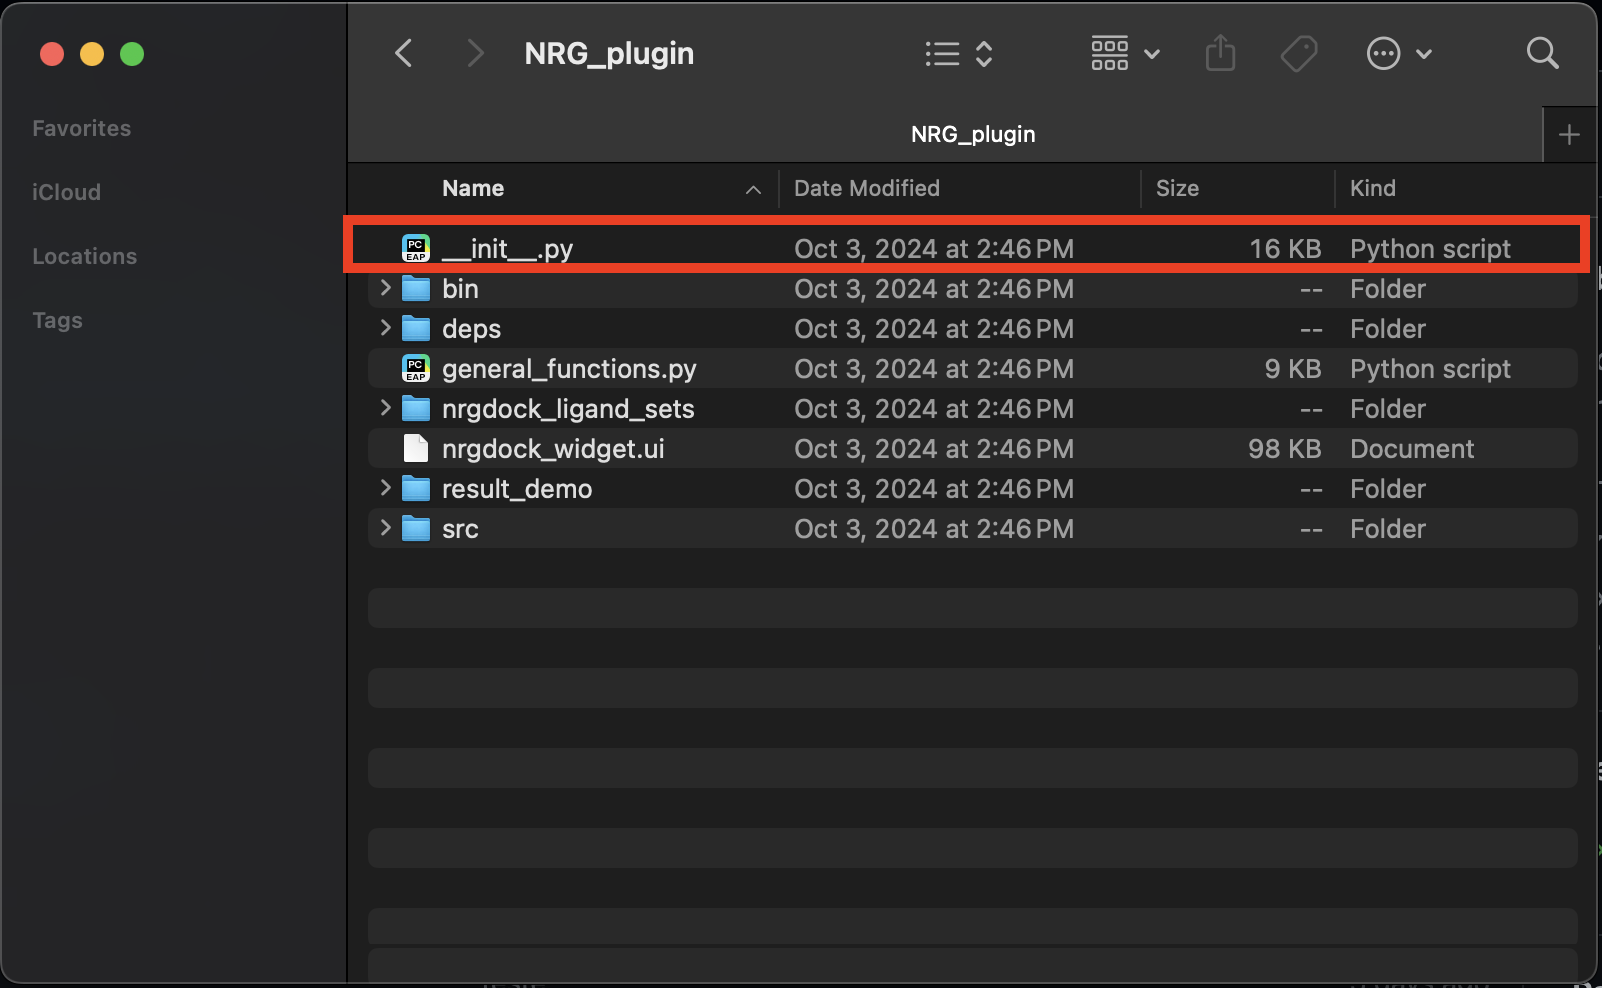 NRG_plugin
Favorites
iCloud
Locations
Tags
NRG_plugin
Name Date Modified Size Kind
PC EAP __init__.py Oct 3, 2024 at 2:46 PM 16 KB Python script
bin Oct 3, 2024 at 2:46 PM -- Folder
deps Oct 3, 2024 at 2:46 PM -- Folder
PC EAP general_functions.py Oct 3, 2024 at 2:46 PM 9 KB Python script
nrgdock_ligand_sets Oct 3, 2024 at 2:46 PM -- Folder
nrgdock_widget.ui Oct 3, 2024 at 2:46 PM 98 KB Document
result_demo Oct 3, 2024 at 2:46 PM -- Folder
src Oct 3, 2024 at 2:46 PM -- Folder